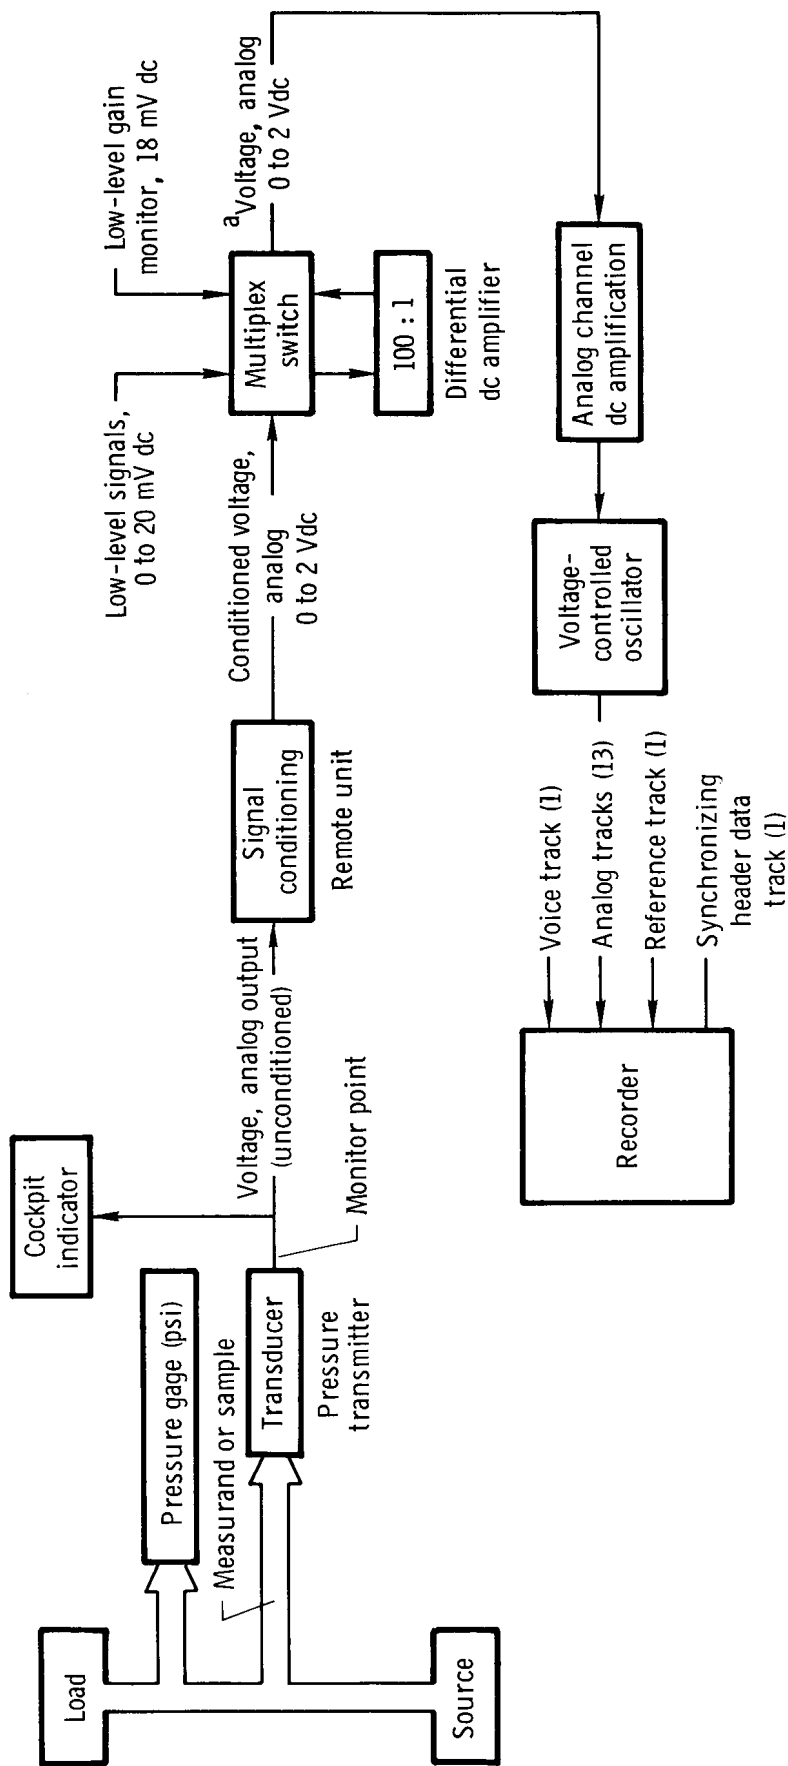 Load
Source
Pressure gage (psi)
Measurand or sample
Transducer
Pressure
transmitter
Cockpit
indicator
Monitor point
Voltage, analog output
(unconditioned)
Signal
conditioning
Remote unit
Conditioned voltage,
analog
0 to 2 Vdc
Low-level signals,
0 to 20 mV dc
Low-level gain
monitor, 18 mV dc
Multiplex
switch
100 : 1
Differential
dc amplifier
aVoltage, analog
0 to 2 Vdc
Analog channel
dc amplification
Voltage-
controlled
oscillator
Voice track (1)
Analog tracks (13)
Reference track (1)
Synchronizing
header data
track (1)
Recorder